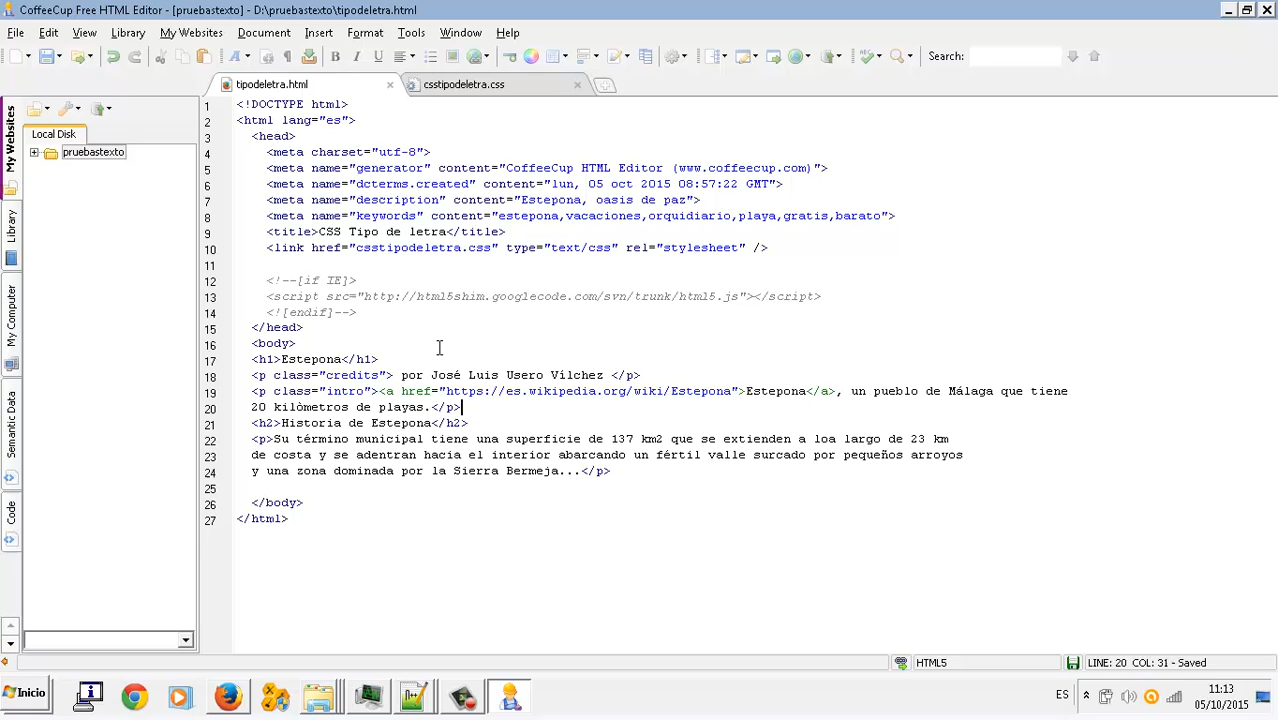 CoffeeCup Free HTML Editor - [pruebastexto] - D:\pruebastexto\tipodeletra.html
File Edit View Library My Websites Document Insert Format Tools Window Help
B I U Search:
tipodeletra.html csstipodeletra.css
My Websites
Library
My Computer
Semantic Data
Code
Local Disk
pruebastexto
1 <!DOCTYPE html>
2 <html lang="es">
3 <head>
4 <meta charset="utf-8">
5 <meta name="generator" content="CoffeeCup HTML Editor (www.coffeecup.com)">
6 <meta name="dcterms.created" content="lun, 05 oct 2015 08:57:22 GMT">
7 <meta name="description" content="Estepona, oasis de paz">
8 <meta name="keywords" content="estepona,vacaciones,orquidiario,playa,gratis,barato">
9 <title>CSS Tipo de letra</title>
10 <link href="csstipodeletra.css" type="text/css" rel="stylesheet" />
11
12 <!--[if IE]>
13 <script src="http://html5shim.googlecode.com/svn/trunk/html5.js"></script>
14 <![endif]-->
15 </head>
16 <body>
17 <h1>Estepona</h1>
18 <p class="credits"> por José Luis Usero Vílchez </p>
19 <p class="intro"><a href="https://es.wikipedia.org/wiki/Estepona">Estepona</a>, un pueblo de Málaga que tiene
20 20 kilòmetros de playas.</p>
21 <h2>Historia de Estepona</h2>
22 <p>Su término municipal tiene una superficie de 137 km2 que se extienden a loa largo de 23 km
23 de costa y se adentran hacia el interior abarcando un fértil valle surcado por pequeños arroyos
24 y una zona dominada por la Sierra Bermeja...</p>
25
26 </body>
27 </html>
HTML5 LINE: 20 COL: 31 - Saved
Inicio ES 11:13
05/10/2015